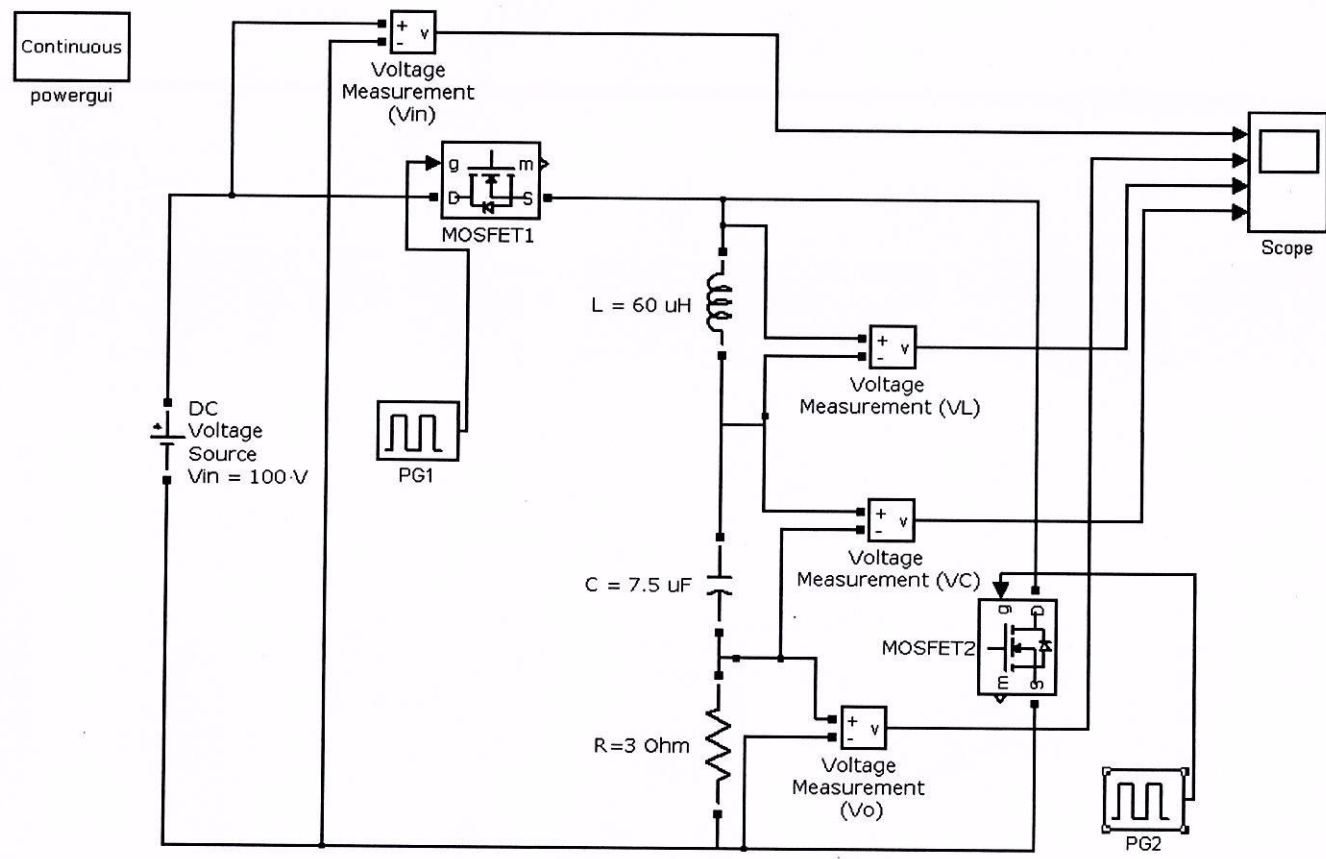 Continuous
powergui
+
-
v
Voltage
Measurement
(Vin)
g
m
D
S
MOSFET1
Scope
L = 60 uH
+
-
v
Voltage
Measurement (VL)
+
DC
Voltage
Source
Vin = 100·V
PG1
+
-
v
Voltage
Measurement (VC)
C = 7.5 uF
g
D
MOSFET2
m
S
R=3 Ohm
+
-
v
Voltage
Measurement
(Vo)
PG2